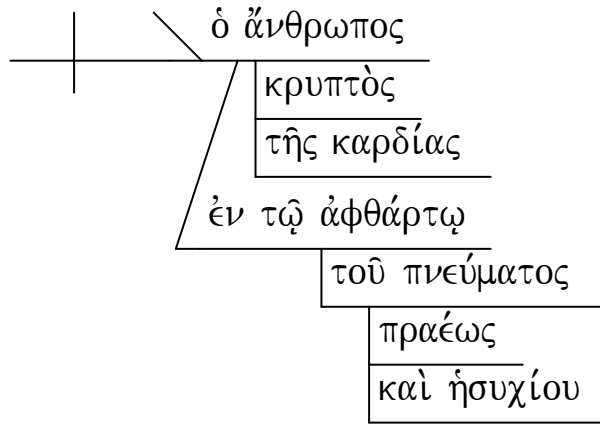 ὁ ἄνθρωπος
κρυπτὸς
τῆς καρδίας
ἐν τῷ ἀφθάρτῳ
τοῦ πνεύματος
πραέως
καὶ ἡσυχίου